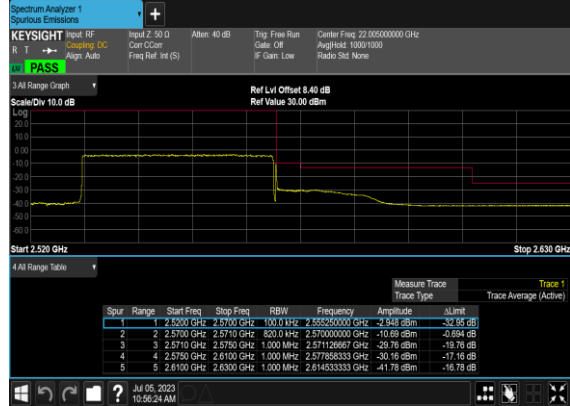 Spectrum Analyzer 1
Spurious Emissions
+
KEYSIGHT Input: RF Input Z: 50 Ω Atten: 40 dB Trig: Free Run Center Freq: 22.005000000 GHz
R T Coupling: DC Corr CCorr Gate: Off Avg|Hold: 1000/1000
Align: Auto Freq Ref: Int (S) IF Gain: Low Radio Std: None
PASS
3 All Range Graph
Ref Lvl Offset 8.40 dB
Scale/Div 10.0 dB Ref Value 30.00 dBm
Log
20.0
10.0
0.00
-10.0
-20.0
-30.0
-40.0
-50.0
-60.0
Start 2.520 GHz Stop 2.630 GHz
4 All Range Table
Measure Trace Trace 1
Trace Type Trace Average (Active)
Spur Range Start Freq Stop Freq RBW Frequency Amplitude ΔLimit
1 1 2.5200 GHz 2.5700 GHz 100.0 kHz 2.555250000 GHz -2.948 dBm -32.95 dB
2 2 2.5700 GHz 2.5710 GHz 820.0 kHz 2.570000000 GHz -10.69 dBm -0.694 dB
3 3 2.5710 GHz 2.5750 GHz 1.000 MHz 2.571126667 GHz -29.76 dBm -19.76 dB
4 4 2.5750 GHz 2.6100 GHz 1.000 MHz 2.577858333 GHz -30.16 dBm -17.16 dB
5 5 2.6100 GHz 2.6300 GHz 1.000 MHz 2.614533333 GHz -41.78 dBm -16.78 dB
?
Jul 05, 2023
10:56:24 AM